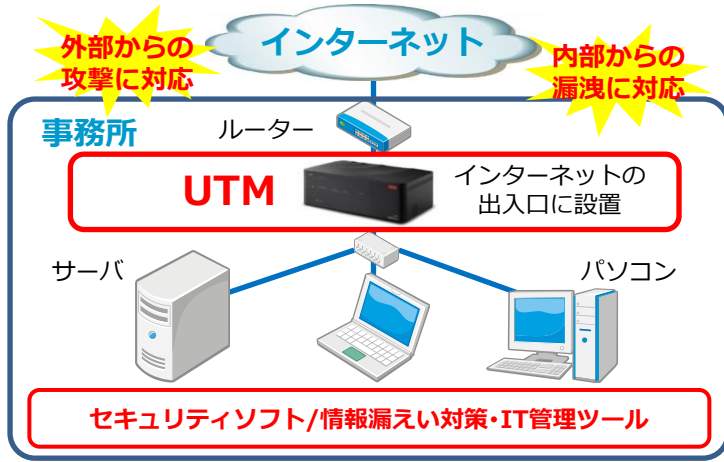 外部からの
攻撃に対応
インターネット
内部からの
漏洩に対応
事務所
ルーター
UTM
インターネットの
出入口に設置
サーバ
パソコン
セキュリティソフト/情報漏えい対策・IT管理ツール